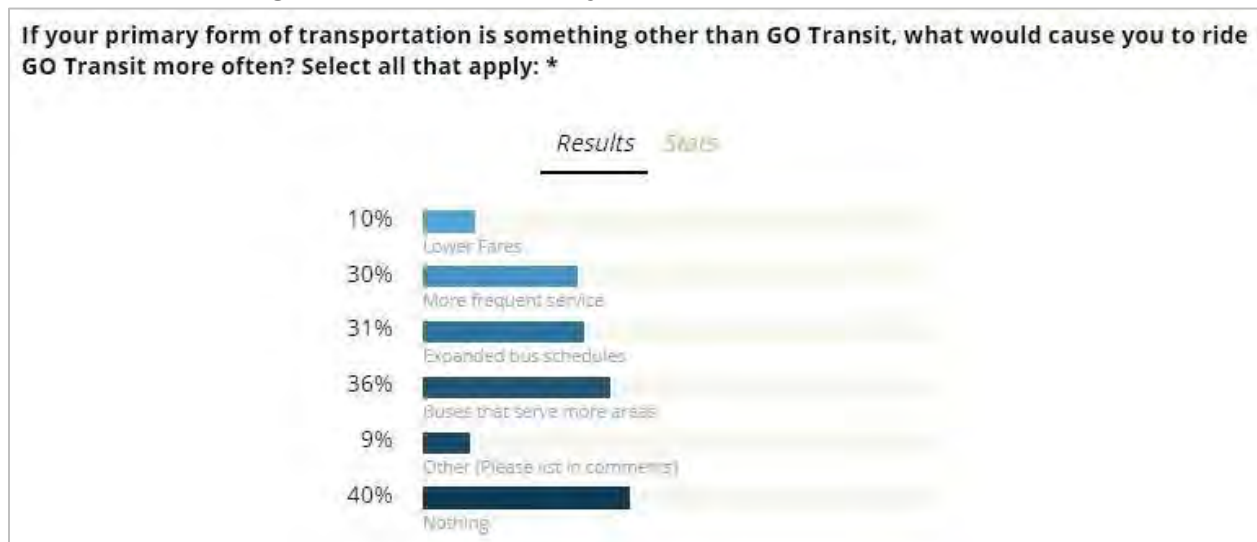 If your primary form of transportation is something other than GO Transit, what would cause you to ride
GO Transit more often? Select all that apply: *
Results Stats
10%
Lower Fares
30%
More frequent service
31%
Expanded bus schedules
36%
Buses that serve more areas
9%
Other (Please list in comments)
40%
Nothing